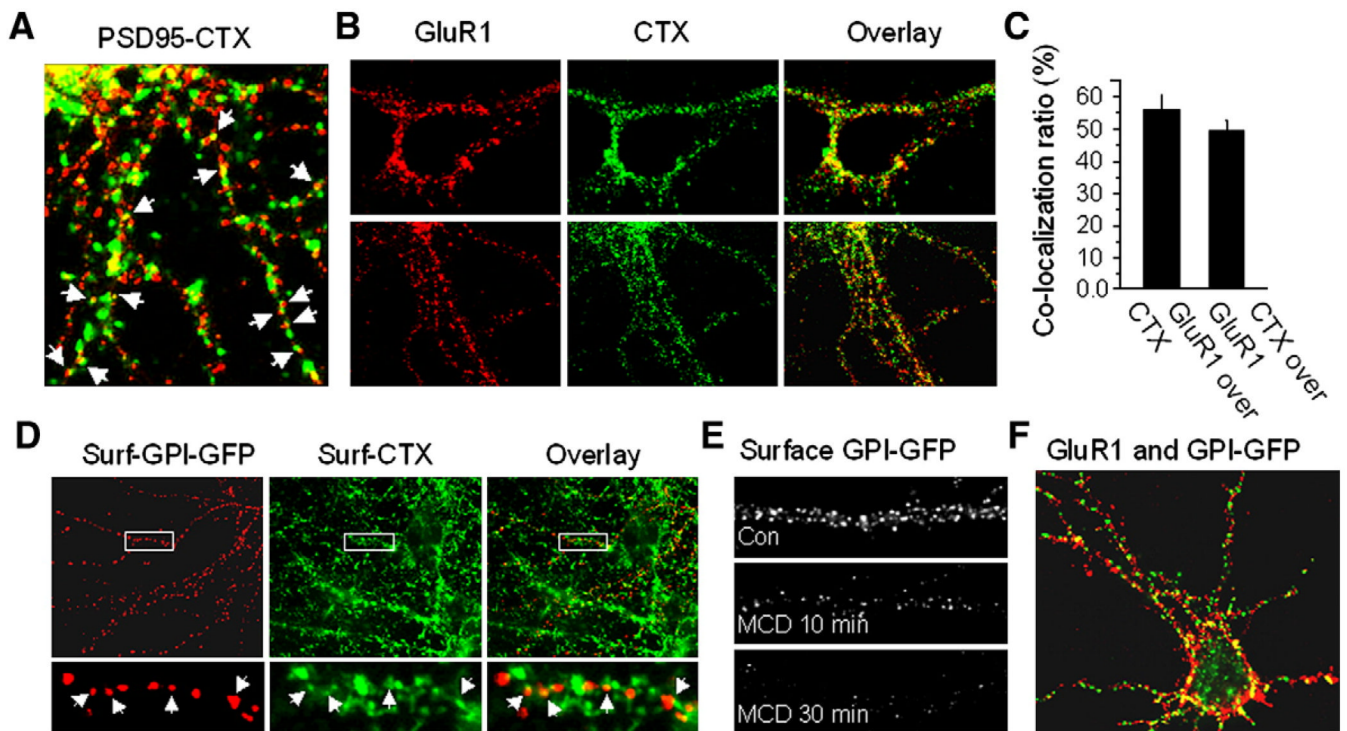 A
PSD95-CTX
B
GluR1
CTX
Overlay
C
Co-localization ratio (%)
60
50
40
30
20
10
0.0
CTX
GluR1 over
GluR1
CTX over
D
Surf-GPI-GFP
Surf-CTX
Overlay
E
Surface GPI-GFP
Con
MCD 10 min
MCD 30 min
F
GluR1 and GPI-GFP